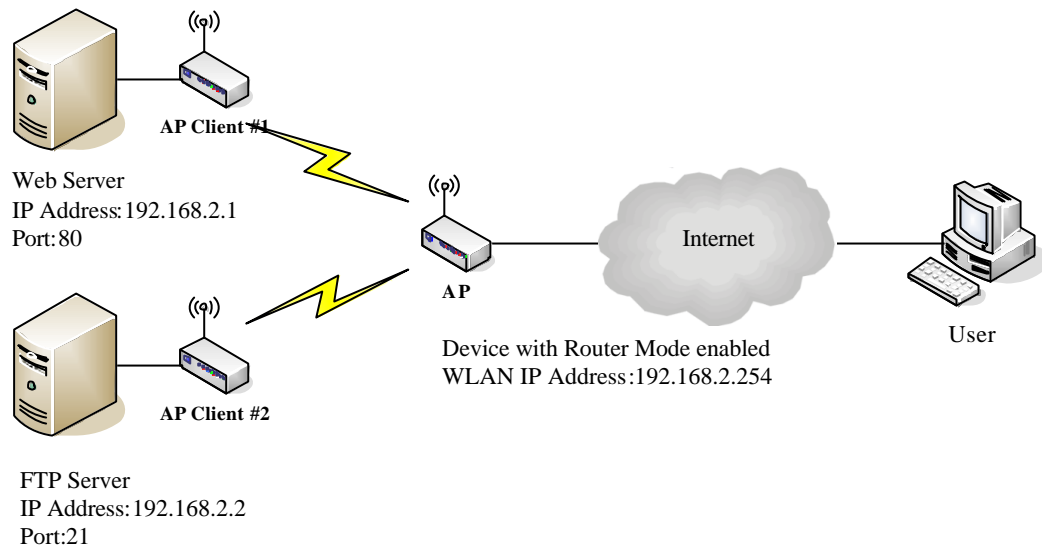 AP Client #1
Web Server
IP Address:192.168.2.1
Port:80
AP
Internet
User
Device with Router Mode enabled
WLAN IP Address:192.168.2.254
AP Client #2
FTP Server
IP Address:192.168.2.2
Port:21